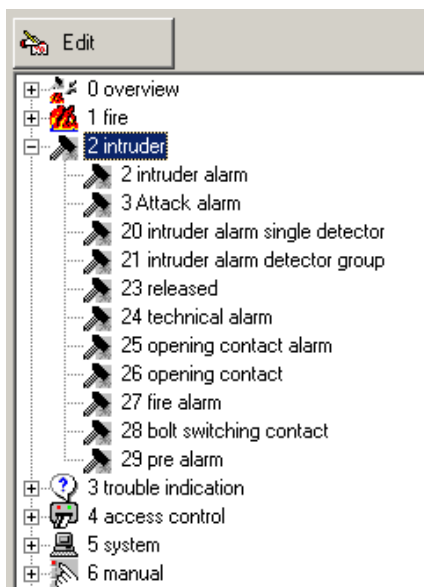 Edit
0 overview
1 fire
2 intruder
2 intruder alarm
3 Attack alarm
20 intruder alarm single detector
21 intruder alarm detector group
23 released
24 technical alarm
25 opening contact alarm
26 opening contact
27 fire alarm
28 bolt switching contact
29 pre alarm
3 trouble indication
4 access control
5 system
6 manual